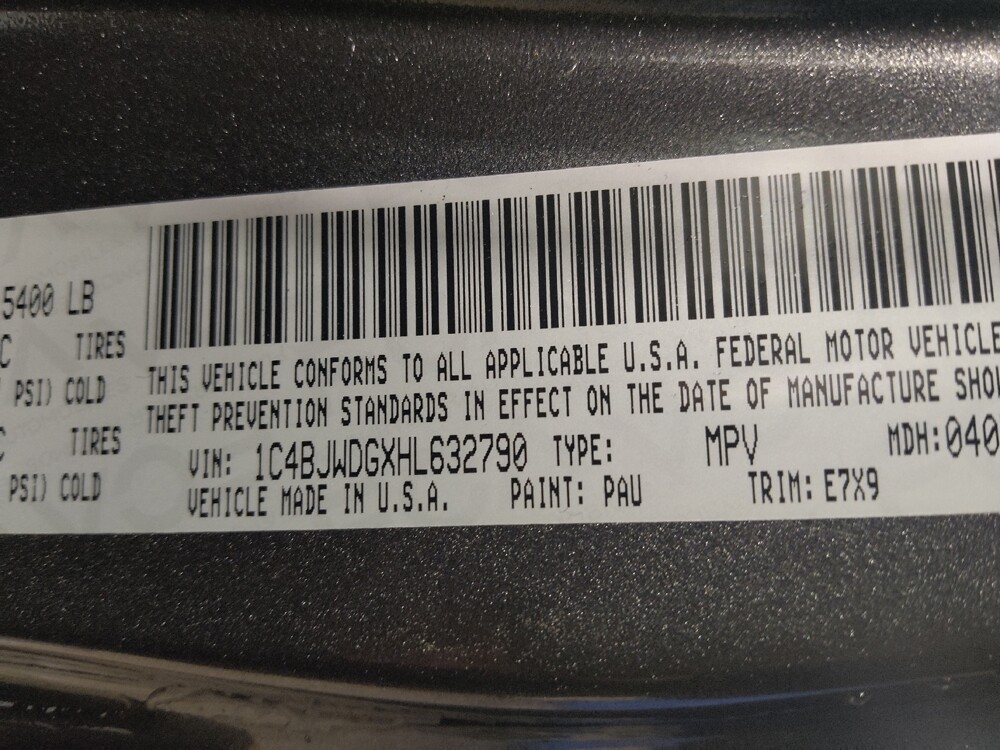 5400 LB
C TIRES
PSI) COLD
C TIRES
PSI) COLD
THIS VEHICLE CONFORMS TO ALL APPLICABLE U.S.A. FEDERAL MOTOR VEHICLE
THEFT PREVENTION STANDARDS IN EFFECT ON THE DATE OF MANUFACTURE SHO
VIN: 1C4BJWDGXHL632790 TYPE: MPV MDH:040
VEHICLE MADE IN U.S.A. PAINT: PAU TRIM: E7X9